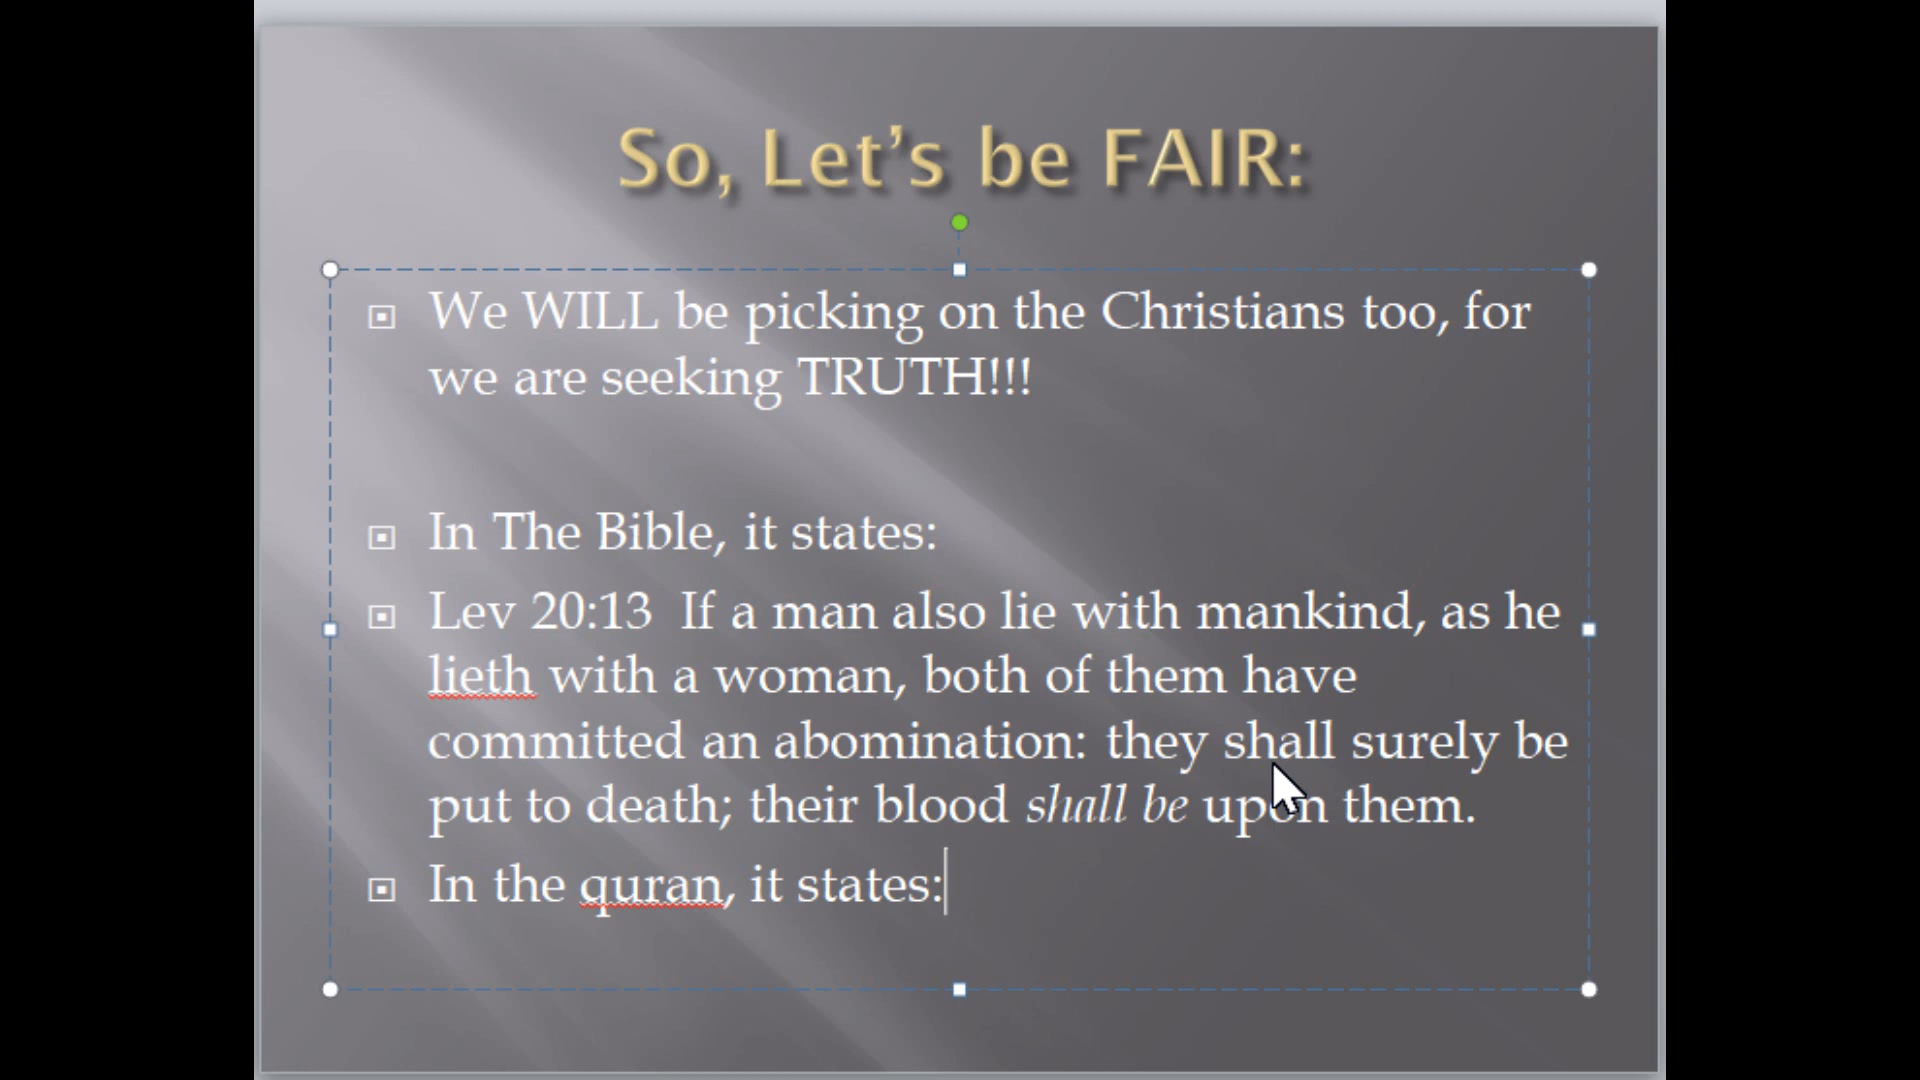 So, Let's be FAIR:
We WILL be picking on the Christians too, for
we are seeking TRUTH!!!
In The Bible, it states:
Lev 20:13  If a man also lie with mankind, as he
lieth with a woman, both of them have
committed an abomination: they shall surely be
put to death; their blood shall be upon them.
In the quran, it states: